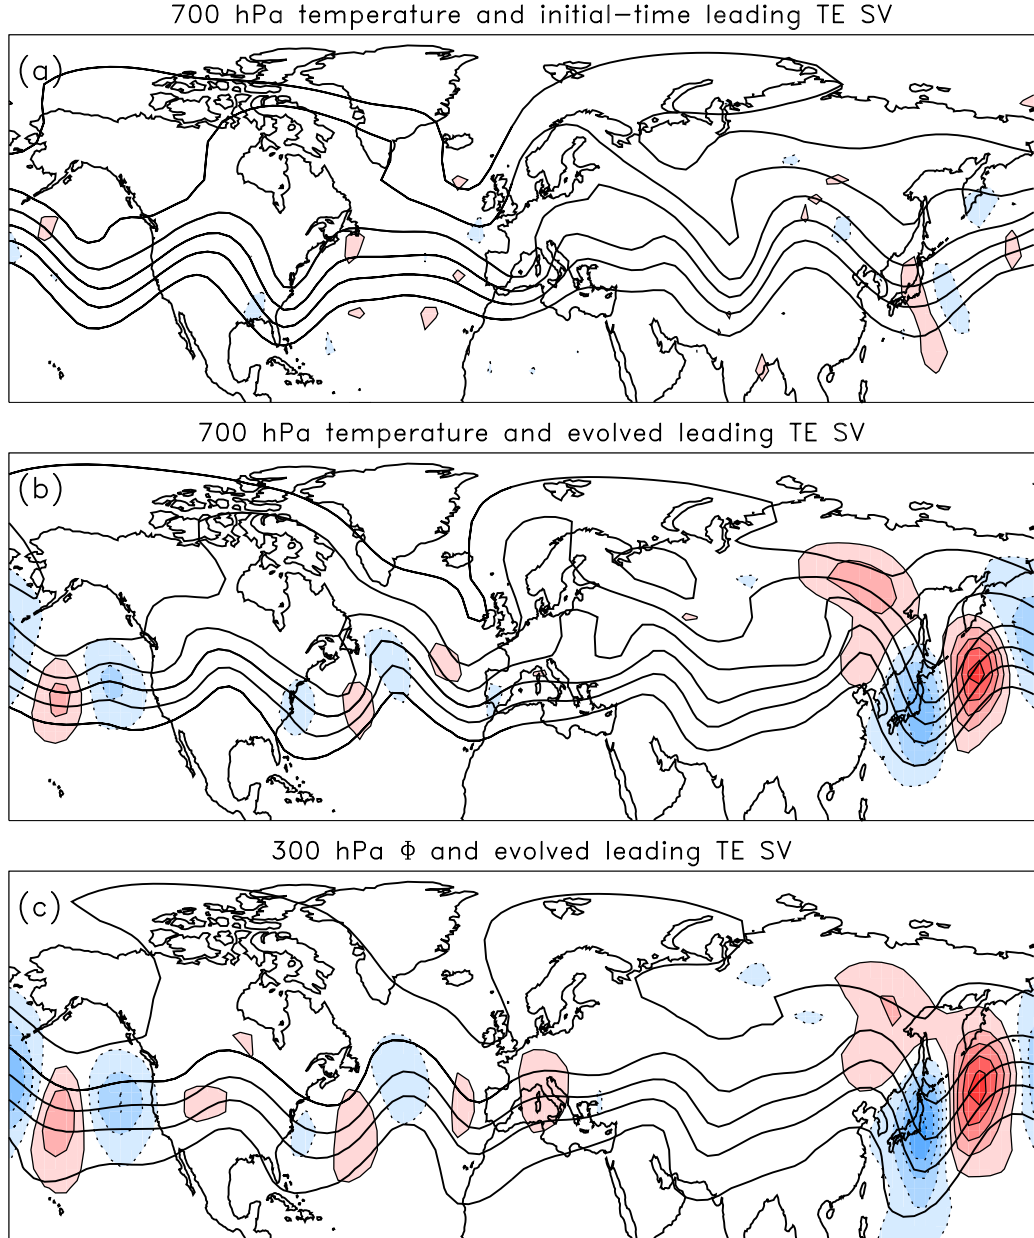 700 hPa temperature and initial-time leading TE SV
(a)
700 hPa temperature and evolved leading TE SV
(b)
300 hPa Φ and evolved leading TE SV
(c)